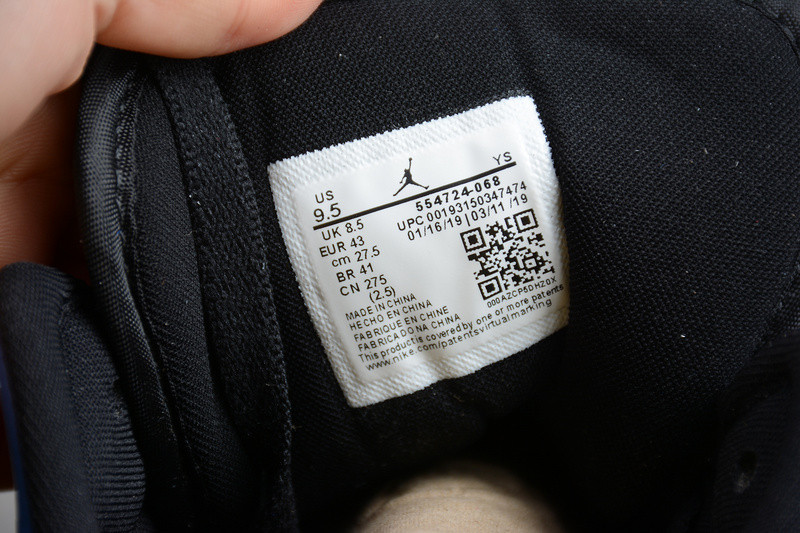 US YS
9.5 554724-068
UK 8.5 UPC 00193150347474
EUR 43 01/16/19 | 03/11 /19
cm 27.5
BR 41
CN 275
(2.5)
000AZCP5DHZ0X
MADE IN CHINA
HECHO EN CHINA
FABRIQUE EN CHINE
FABRICADO NA CHINA
This product is covered by one or more patents
www.nike.com/patentsvirtualmarking